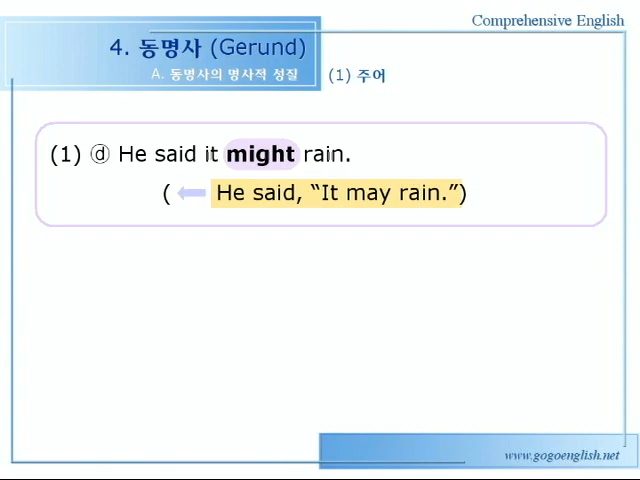 Comprehensive English
4. 동명사 (Gerund)
A. 동명사의 명사적 성질
(1) 주어
(1) ⓓ He said it might rain.
( He said, “It may rain.”)
www.gogoenglish.net